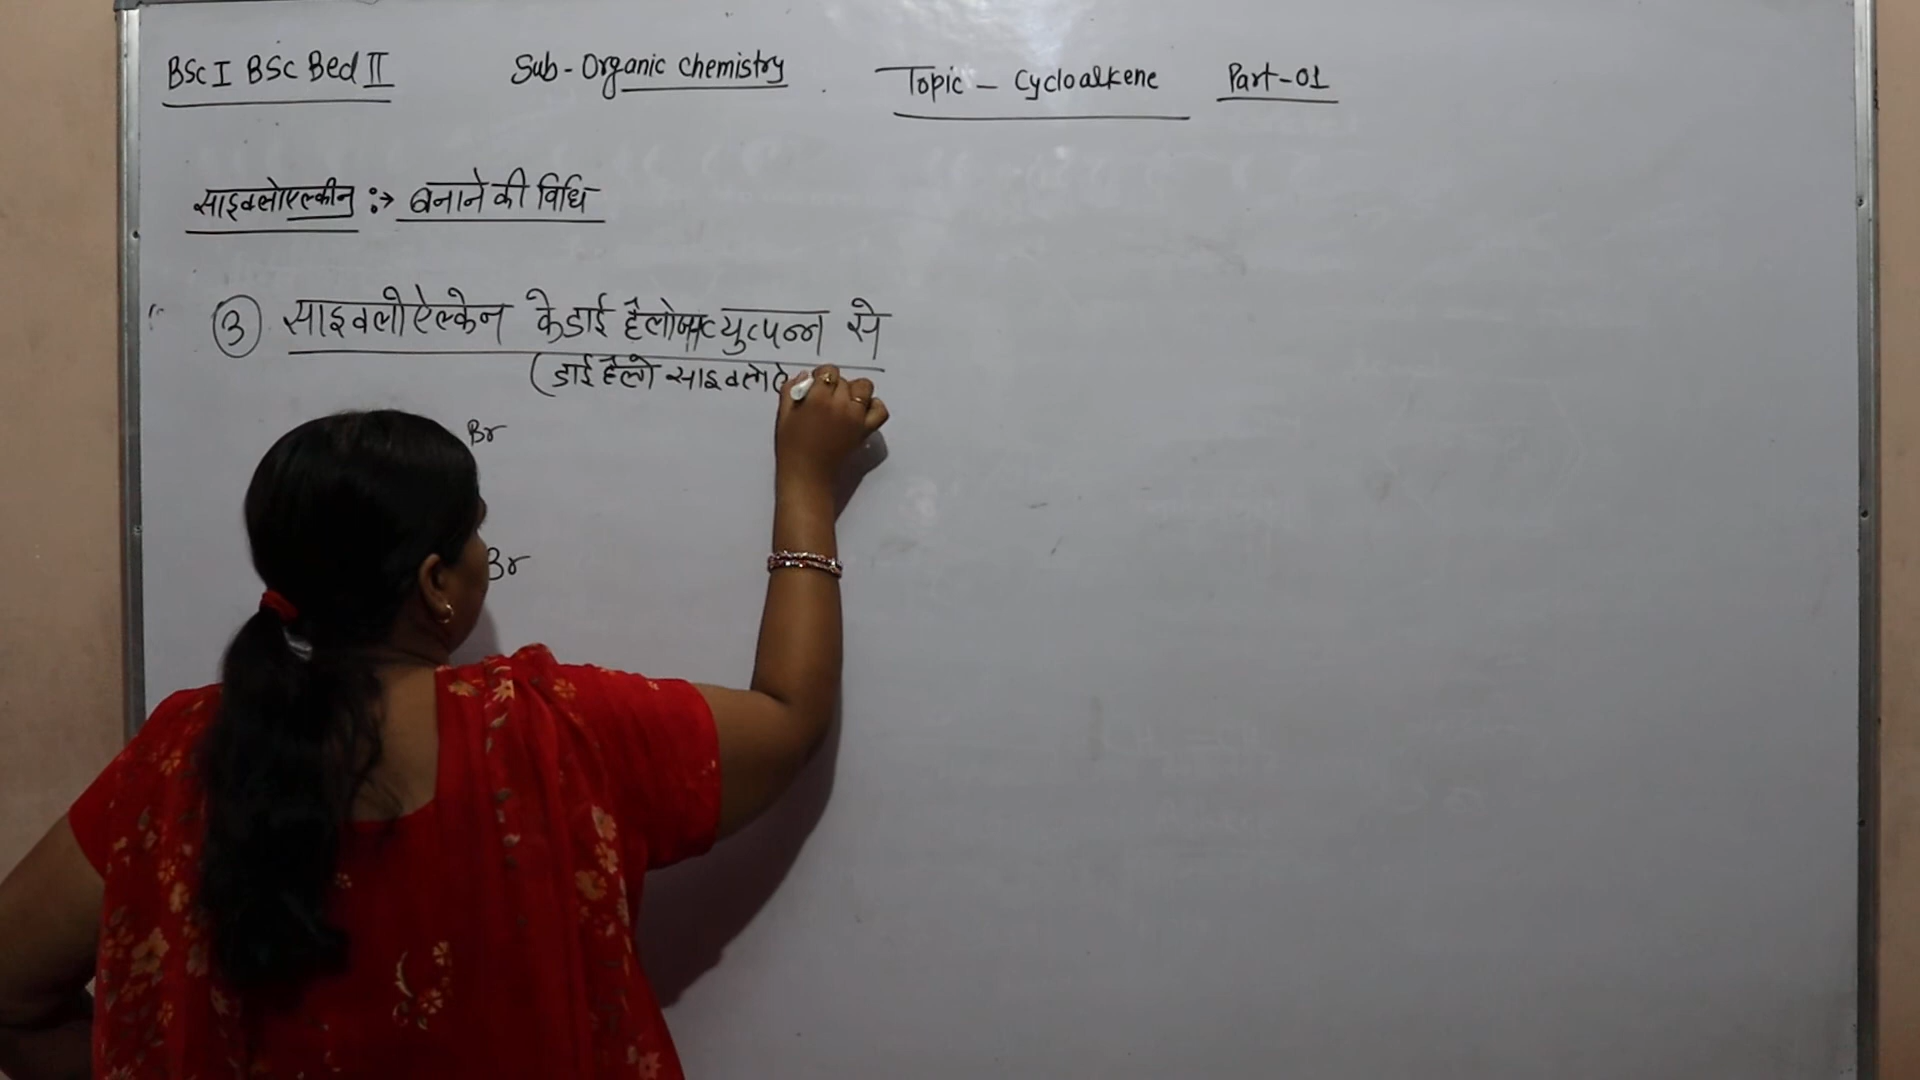 BSc I BSc Bed II Sub-Organic chemistry Topic - Cycloalkene Part-01
साइक्लोएल्कीन :→ बनाने की विधि
③ साइक्लोऐल्केन के डाई हैलोजन व्युत्पन्न से
(डाई हैलो साइक्लो ऐ
Br
Br